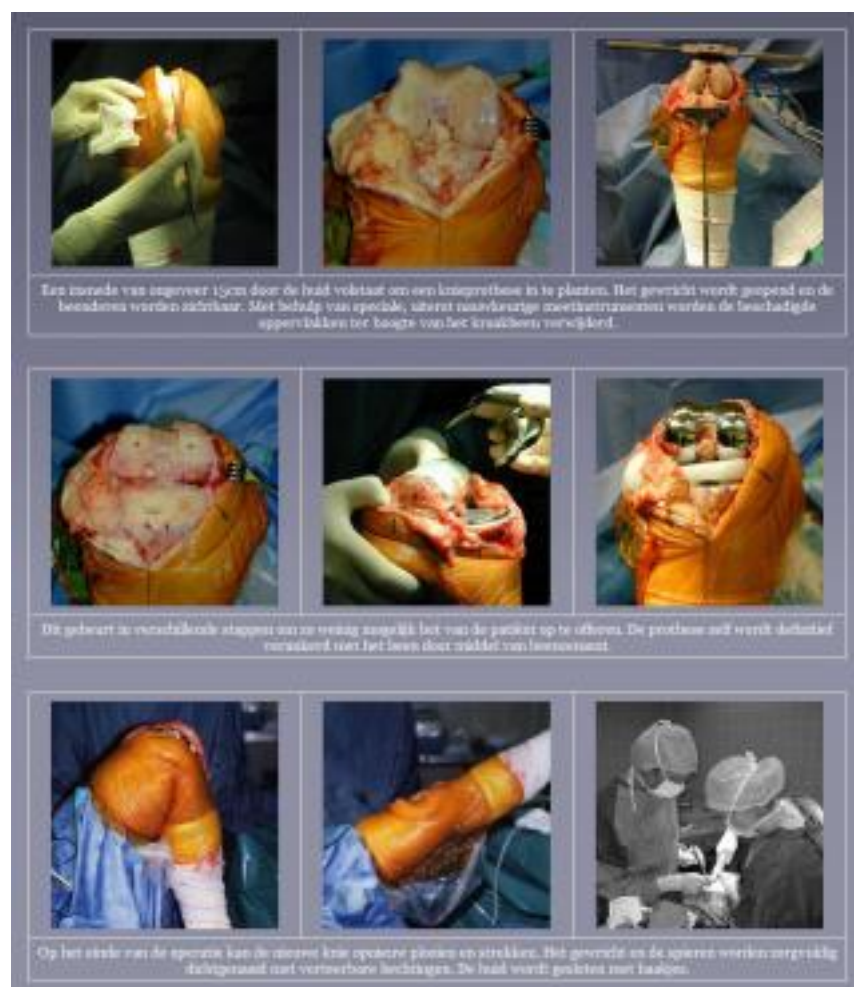 Een insnede van ongeveer 15cm door de huid volstaat om een knieprothese in te planten. Het gewricht wordt geopend en de
beenderen worden zichtbaar. Met behulp van speciale, uiterst nauwkeurige meetinstrumenten worden de beschadigde
oppervlakken ter hoogte van het kraakbeen verwijderd.
Dit gebeurt in verschillende stappen om zo weinig mogelijk bot van de patiënt op te offeren. De prothese zelf wordt definitief
verankerd met het been door middel van beencement
Op het einde van de operatie kan de nieuwe knie opnieuw plooien en strekken. Het gewricht en de spieren worden zorgvuldig
dichtgenaaid met verteerbare hechtingen. De huid wordt gesloten met haakjes.